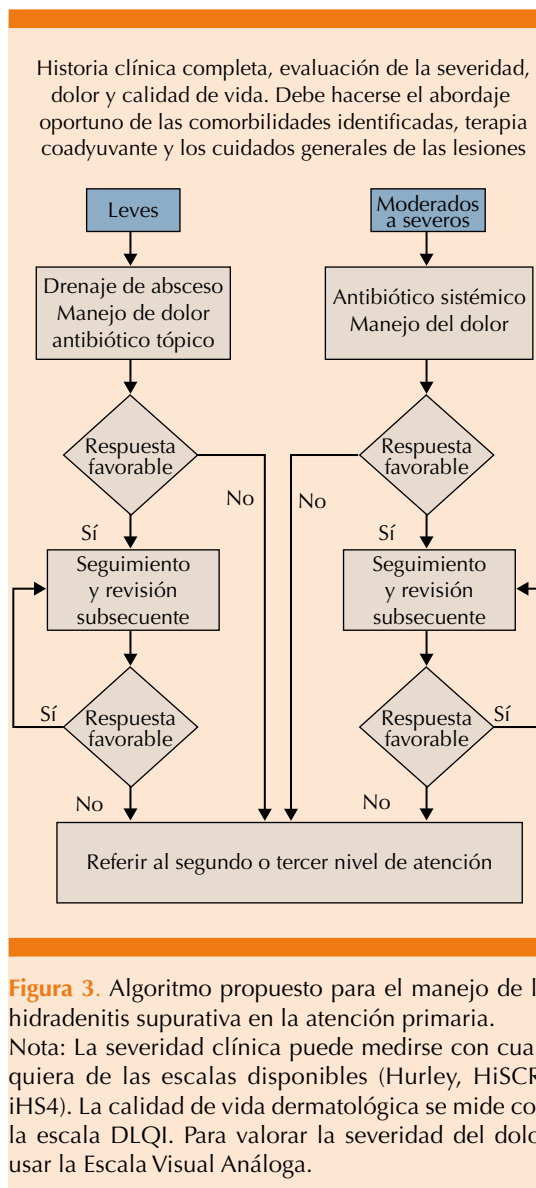 Historia clínica completa, evaluación de la severidad,
dolor y calidad de vida. Debe hacerse el abordaje
oportuno de las comorbilidades identificadas, terapia
coadyuvante y los cuidados generales de las lesiones
Leves
Drenaje de absceso
Manejo de dolor
antibiótico tópico
Respuesta
favorable
No
Sí
Seguimiento
y revisión
subsecuente
Sí
Respuesta
favorable
No
Moderados
a severos
Antibiótico sistémico
Manejo del dolor
Respuesta
favorable
No
Sí
Seguimiento
y revisión
subsecuente
Respuesta
favorable
Sí
No
Referir al segundo o tercer nivel de atención
Figura 3. Algoritmo propuesto para el manejo de
hidradenitis supurativa en la atención primaria.
Nota: La severidad clínica puede medirse con
quiera de las escalas disponibles (Hurley, HiSCR
iHS4). La calidad de vida dermatológica se mide
la escala DLQI. Para valorar la severidad del
usar la Escala Visual Análoga.